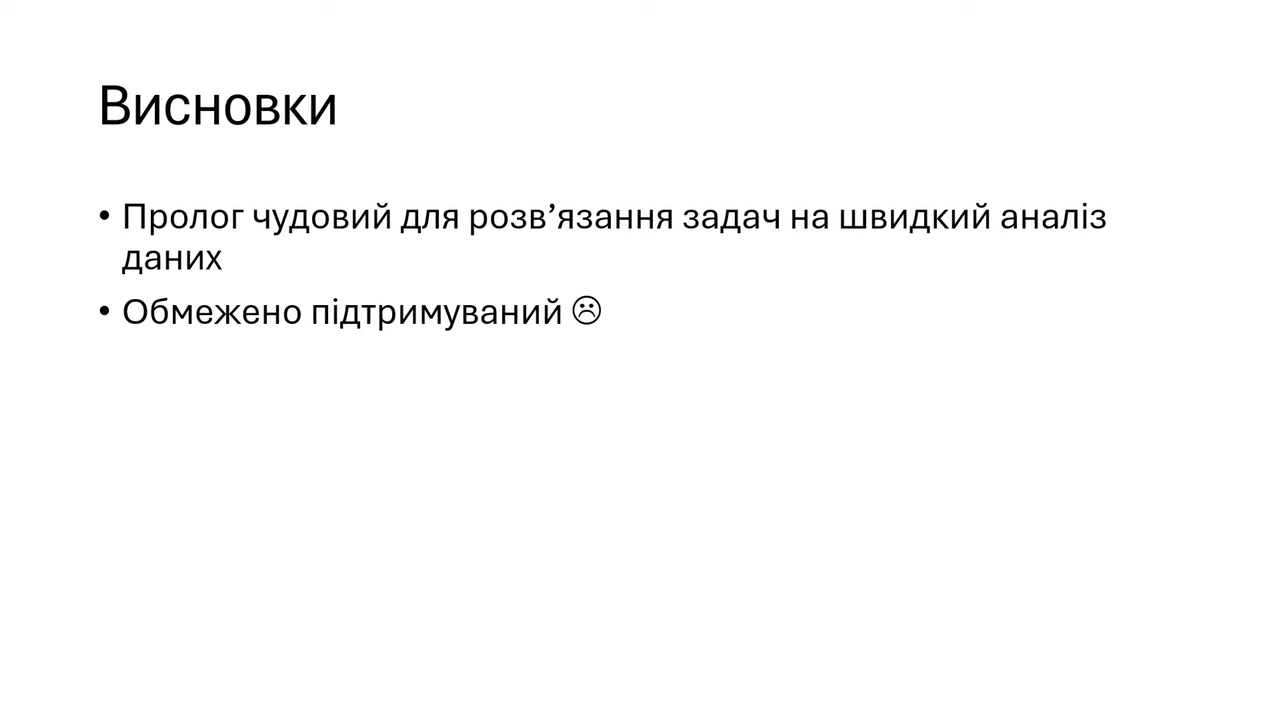 Висновки
• Пролог чудовий для розв’язання задач на швидкий аналіз
даних
• Обмежено підтримуваний ☹